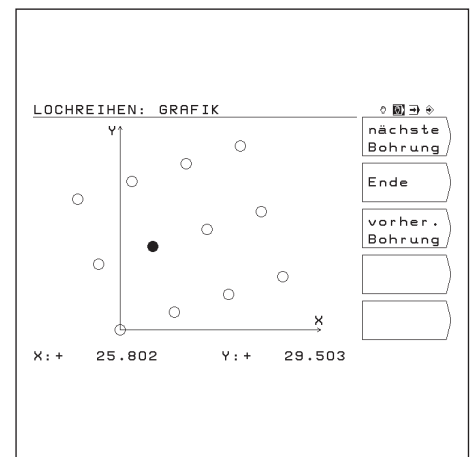 LOCHREIHEN: GRAFIK
nächste
Bohrung
Ende
vorher.
Bohrung
Y
X
X:+ 25.802 Y:+ 29.503